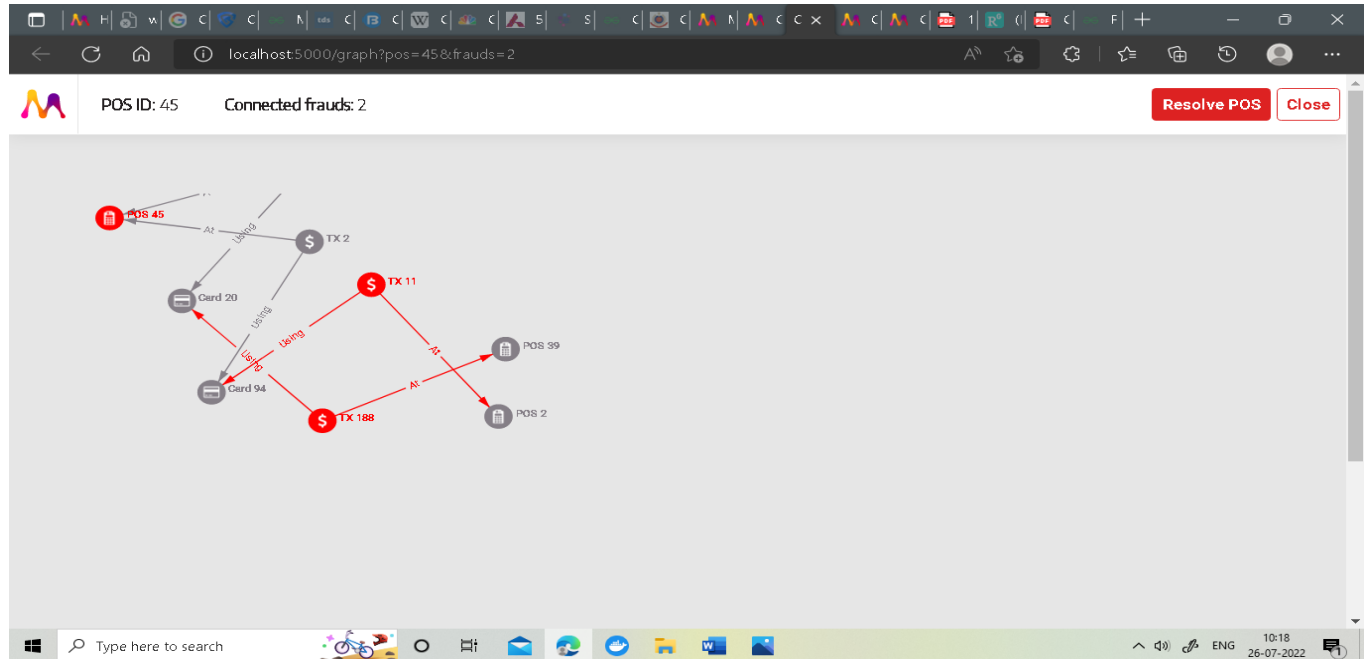 H w C C N C C C C 5 S C C N C C C C 1 (I C F
localhost:5000/graph?pos=45&frauds=2
POS ID: 45 Connected frauds: 2 Resolve POS Close
POS 45
At
Using
TX 2
TX 11
Card 20
Using
Using
At
POS 39
Using
At
Card 94
POS 2
TX 188
Type here to search
ENG
10:18
26-07-2022